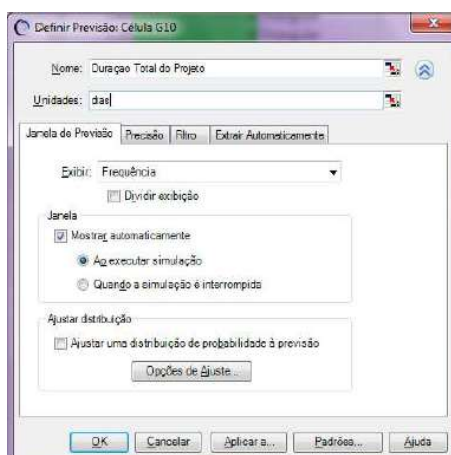 Definir Previsão: Célula G10
Nome: Duração Total do Projeto
Unidades: dias
Janela de Previsão Precisão Filtro Extrair Automaticamente
Exibir: Frequência
Dividir exibição
Janela
Mostrar automaticamente
Ao executar simulação
Quando a simulação é interrompida
Ajustar distribuição
Ajustar uma distribuição de probabilidade à previsão
Opções de Ajuste...
OK Cancelar Aplicar a... Padrões... Ajuda